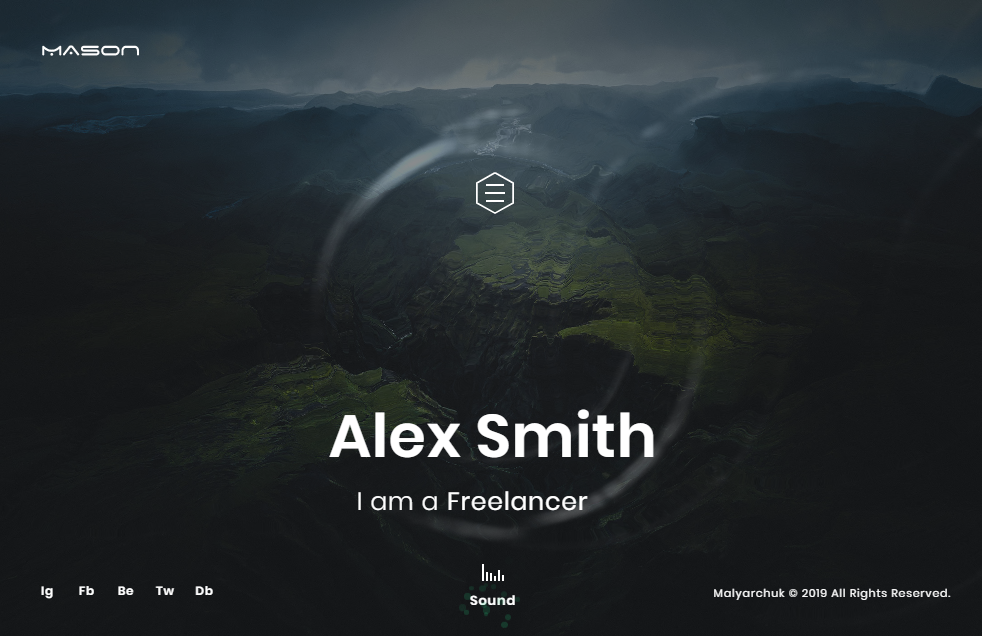 MASON
Alex Smith
I am a Freelancer
Ig Fb Be Tw Db
Sound
Malyarchuk © 2019 All Rights Reserved.